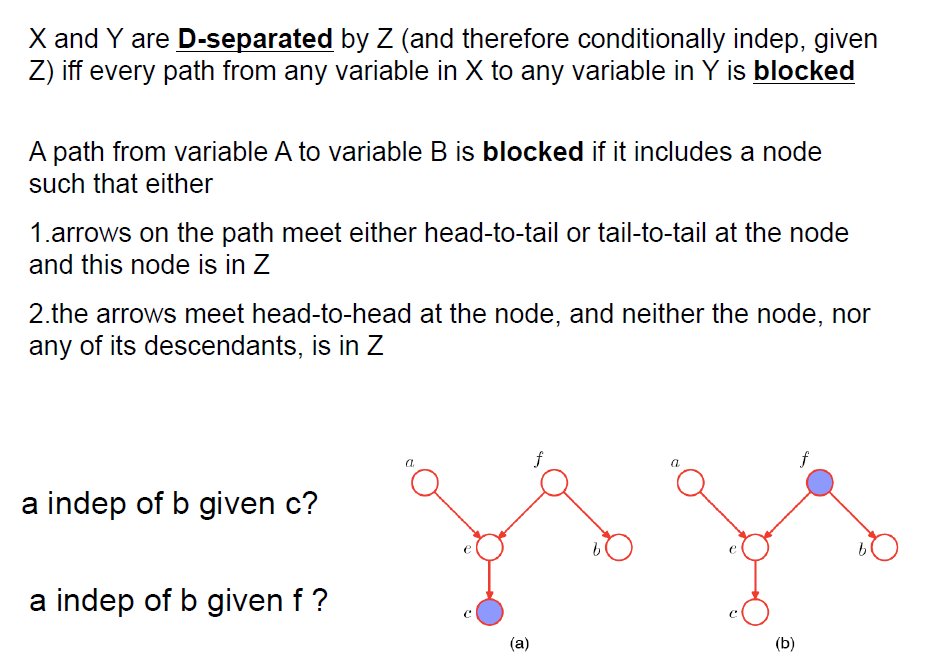 X and Y are D-separated by Z (and therefore conditionally indep, given
Z) iff every path from any variable in X to any variable in Y is blocked
A path from variable A to variable B is blocked if it includes a node
such that either
1.arrows on the path meet either head-to-tail or tail-to-tail at the node
and this node is in Z
2.the arrows meet head-to-head at the node, and neither the node, nor
any of its descendants, is in Z
a indep of b given c?
a indep of b given f ?
a
f
e
b
c
(a)
a
f
e
b
c
(b)